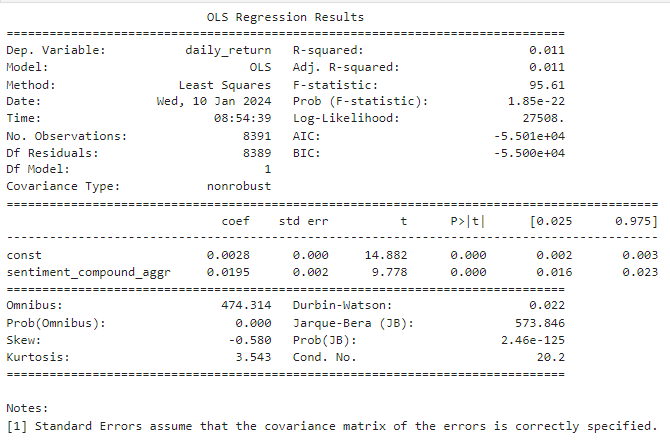 OLS Regression Results
==============================================================================
Dep. Variable:           daily_return   R-squared:                       0.011
Model:                            OLS   Adj. R-squared:                  0.011
Method:                 Least Squares   F-statistic:                     95.61
Date:                Wed, 10 Jan 2024   Prob (F-statistic):           1.85e-22
Time:                        08:54:39   Log-Likelihood:                 27508.
No. Observations:                8391   AIC:                        -5.501e+04
Df Residuals:                    8389   BIC:                        -5.500e+04
Df Model:                           1
Covariance Type:            nonrobust
===========================================================================================
                              coef    std err          t      P>|t|      [0.025      0.975]
-------------------------------------------------------------------------------------------
const                       0.0028      0.000     14.882      0.000       0.002       0.003
sentiment_compound_aggr     0.0195      0.002      9.778      0.000       0.016       0.023
==============================================================================
Omnibus:                      474.314   Durbin-Watson:                   0.022
Prob(Omnibus):                  0.000   Jarque-Bera (JB):              573.846
Skew:                          -0.580   Prob(JB):                    2.46e-125
Kurtosis:                       3.543   Cond. No.                         20.2
==============================================================================

Notes:
[1] Standard Errors assume that the covariance matrix of the errors is correctly specified.